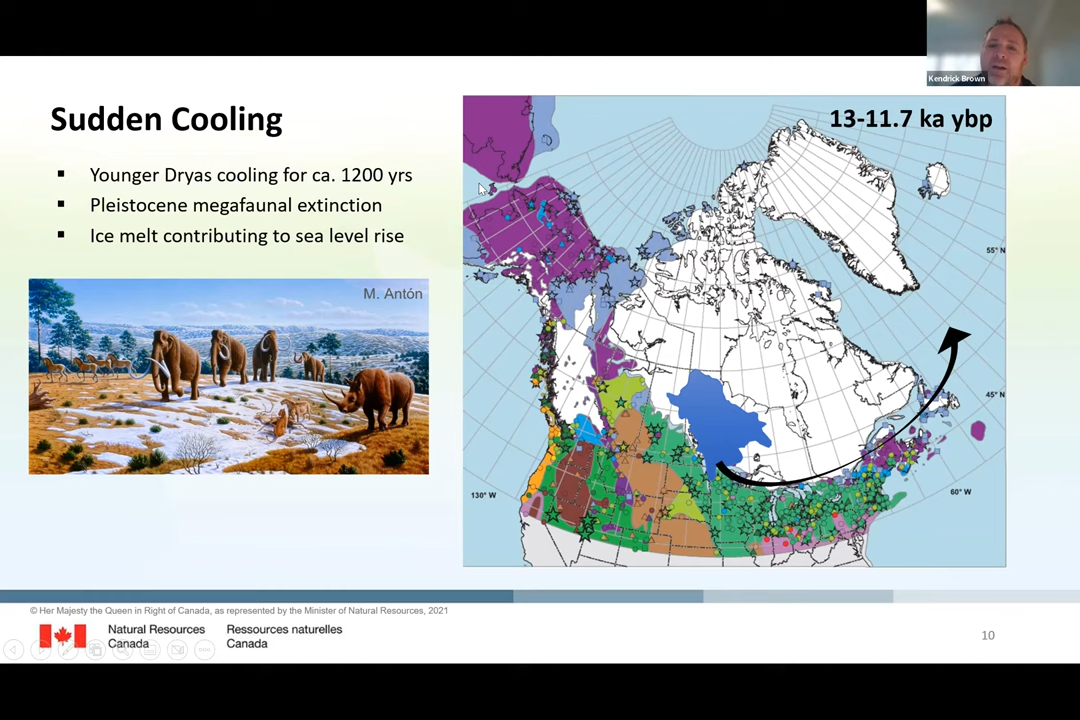 Kendrick Brown
Sudden Cooling
13-11.7 ka ybp
Younger Dryas cooling for ca. 1200 yrs
Pleistocene megafaunal extinction
Ice melt contributing to sea level rise
M. Antón
55° N
45° N
130° W
60° W
© Her Majesty the Queen in Right of Canada, as represented by the Minister of Natural Resources, 2021
Natural Resources Ressources naturelles
Canada Canada
10